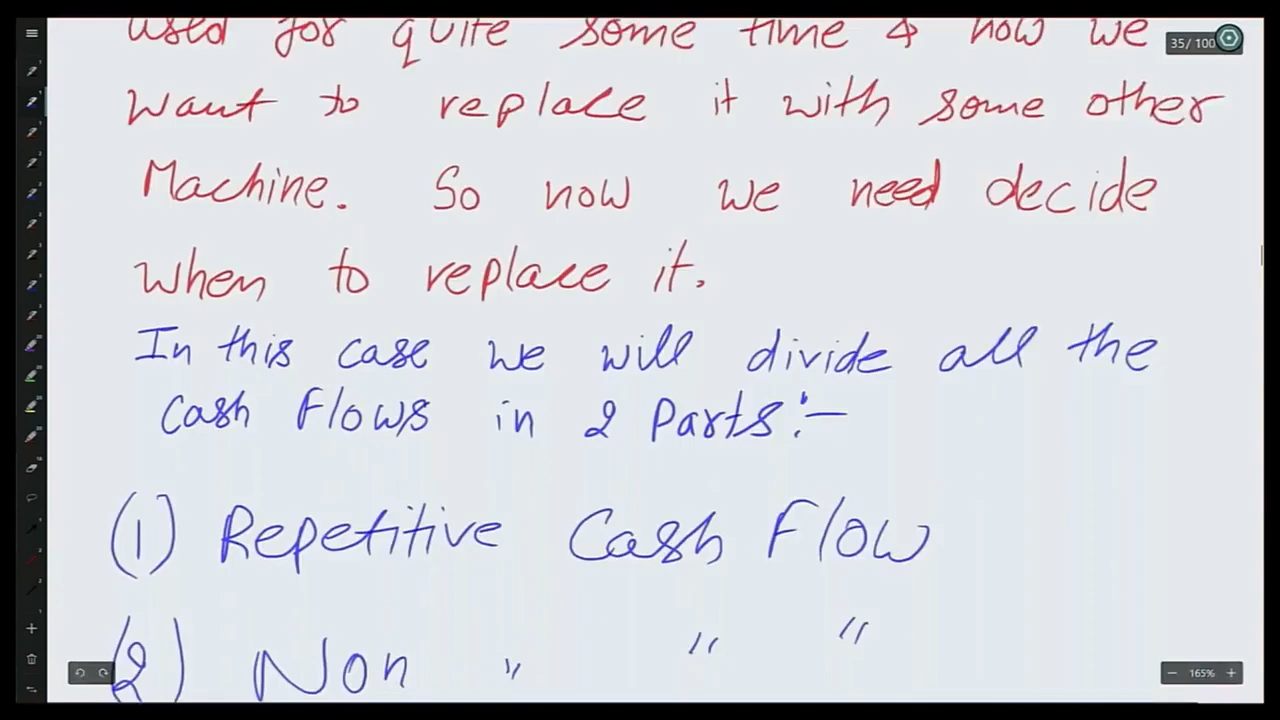 used for quite some time & now we
35/100
want to replace it with some other
Machine. So now we need decide
when to replace it.
In this case we will divide all the
Cash Flows in 2 Parts:-
(1) Repetitive Cash Flow
(2) Non " " "
165%